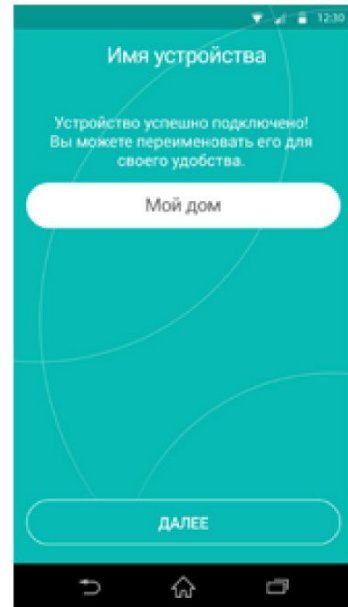 12:30
Имя устройства
Устройство успешно подключено!
Вы можете переименовать его для
своего удобства.
Мой дом
ДАЛЕЕ